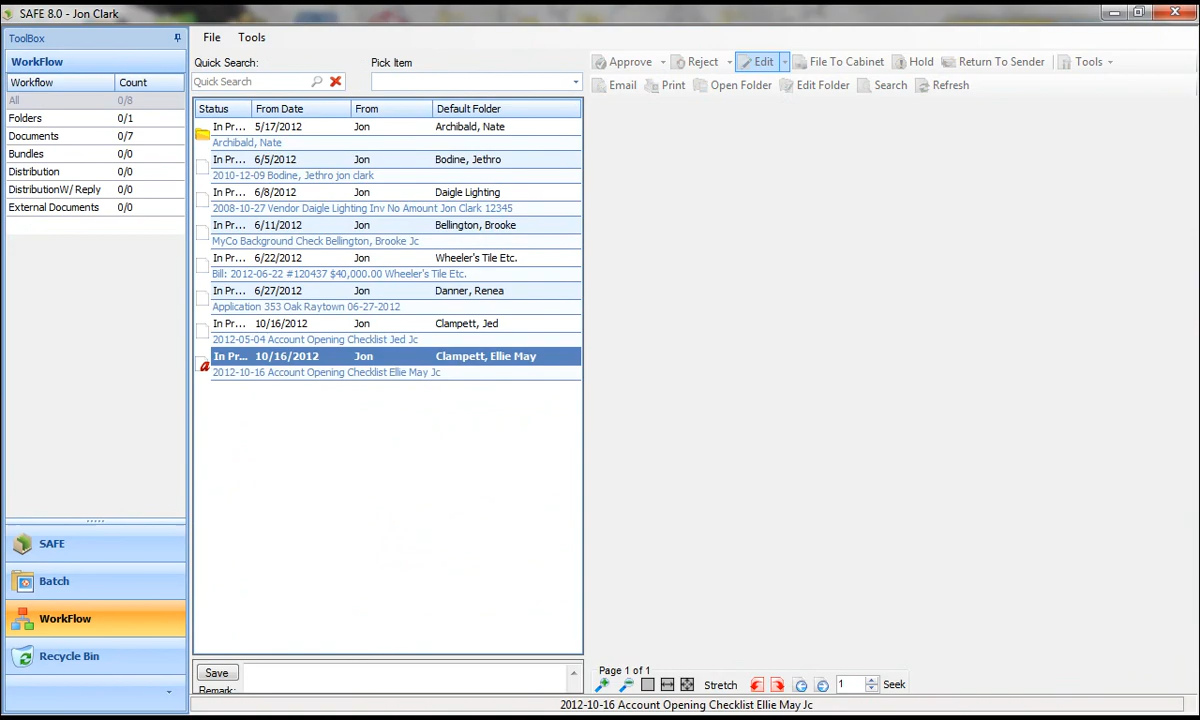 SAFE 8.0 - Jon Clark
ToolBox
WorkFlow
Workflow Count
All 0/8
Folders 0/1
Documents 0/7
Bundles 0/0
Distribution 0/0
DistributionW/ Reply 0/0
External Documents 0/0
SAFE
Batch
WorkFlow
Recycle Bin
File Tools
Quick Search: Pick Item
Quick Search
Status From Date From Default Folder
In Pr... 5/17/2012 Jon Archibald, Nate
Archibald, Nate
In Pr... 6/5/2012 Jon Bodine, Jethro
2010-12-09 Bodine, Jethro jon clark
In Pr... 6/8/2012 Jon Daigle Lighting
2008-10-27 Vendor Daigle Lighting Inv No Amount Jon Clark 12345
In Pr... 6/11/2012 Jon Bellington, Brooke
MyCo Background Check Bellington, Brooke Jc
In Pr... 6/22/2012 Jon Wheeler's Tile Etc.
Bill: 2012-06-22 #120437 $40,000.00 Wheeler's Tile Etc.
In Pr... 6/27/2012 Jon Danner, Renea
Application 353 Oak Raytown 06-27-2012
In Pr... 10/16/2012 Jon Clampett, Jed
2012-05-04 Account Opening Checklist Jed Jc
In Pr... 10/16/2012 Jon Clampett, Ellie May
2012-10-16 Account Opening Checklist Ellie May Jc
Save
Remark:
Approve Reject Edit File To Cabinet Hold Return To Sender Tools
Email Print Open Folder Edit Folder Search Refresh
Page 1 of 1
Stretch 1 Seek
2012-10-16 Account Opening Checklist Ellie May Jc